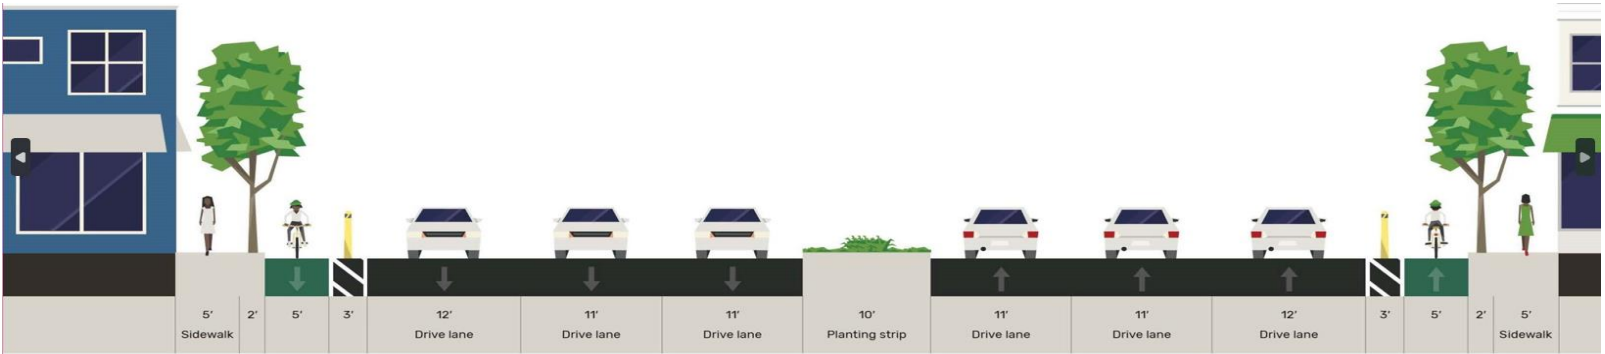 5′ 2′ 5′ 3′ 12′ 11′ 11′ 10′ 11′ 11′ 12′ 3′ 5′ 2′ 5′
Sidewalk Drive lane Drive lane Drive lane Planting strip Drive lane Drive lane Drive lane Sidewalk